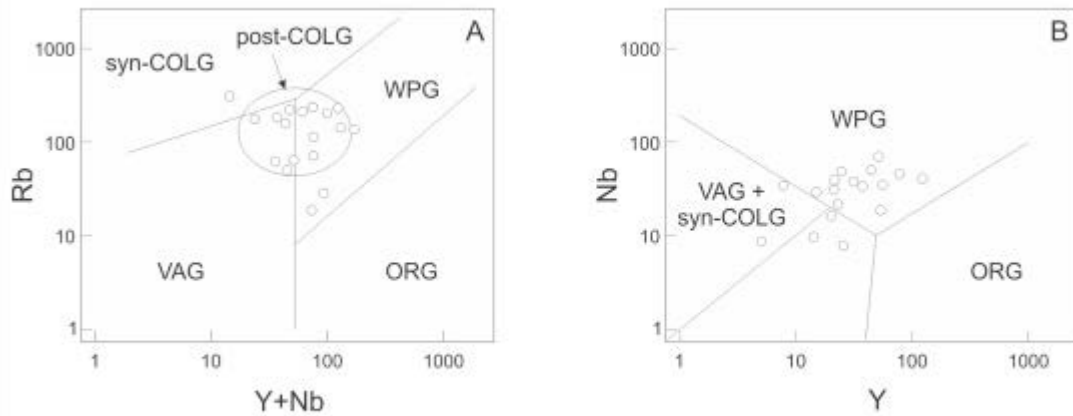 A
post-COLG
syn-COLG
WPG
VAG
ORG
Rb
1000
100
10
1
1
10
100
1000
Y+Nb
B
WPG
VAG +
syn-COLG
ORG
Nb
1000
100
10
1
1
10
100
1000
Y